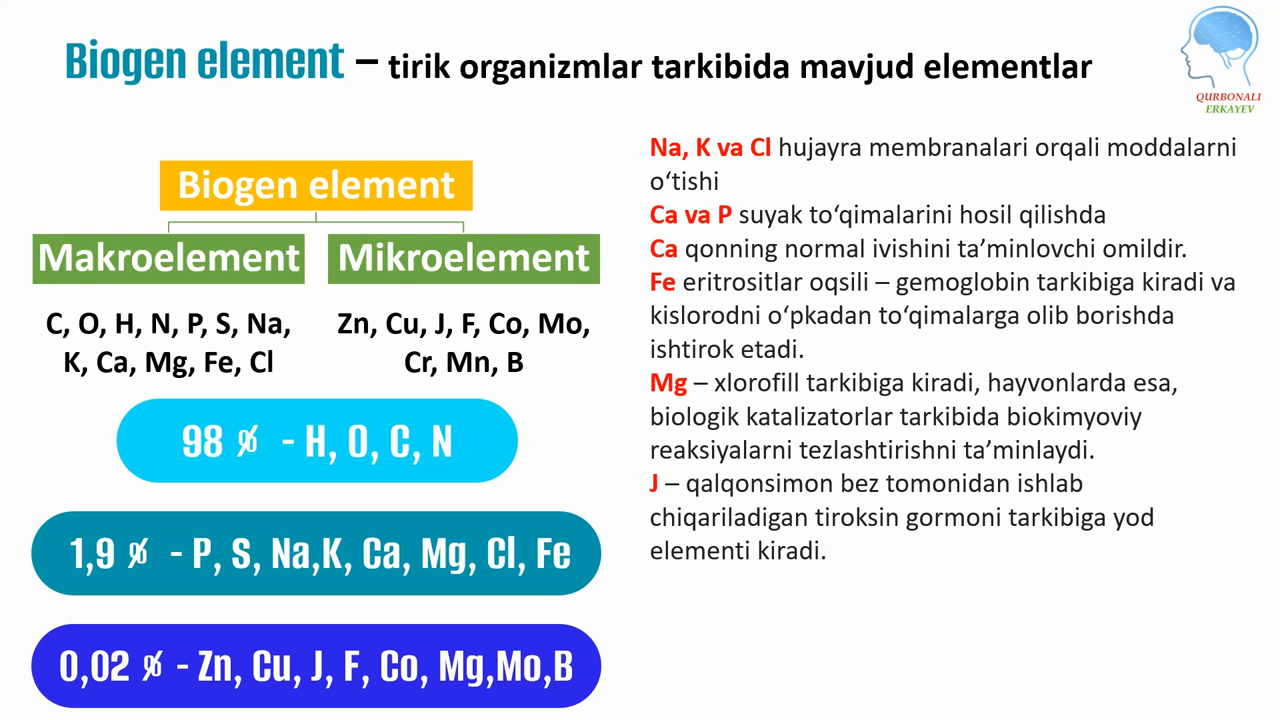 Biogen element – tirik organizmlar tarkibida mavjud elementlar
QURBONALI
ERKAYEV
Biogen element
Makroelement
Mikroelement
C, O, H, N, P, S, Na,
K, Ca, Mg, Fe, Cl
Zn, Cu, J, F, Co, Mo,
Cr, Mn, B
98 % - H, O, C, N
1,9 % - P, S, Na,K, Ca, Mg, Cl, Fe
0,02 % - Zn, Cu, J, F, Co, Mg,Mo,B
Na, K va Cl hujayra membranalari orqali moddalarni
o‘tishi
Ca va P suyak to‘qimalarini hosil qilishda
Ca qonning normal ivishini ta’minlovchi omildir.
Fe eritrositlar oqsili – gemoglobin tarkibiga kiradi va
kislorodni o‘pkadan to‘qimalarga olib borishda
ishtirok etadi.
Mg – xlorofill tarkibiga kiradi, hayvonlarda esa,
biologik katalizatorlar tarkibida biokimyoviy
reaksiyalarni tezlashtirishni ta’minlaydi.
J – qalqonsimon bez tomonidan ishlab
chiqariladigan tiroksin gormoni tarkibiga yod
elementi kiradi.